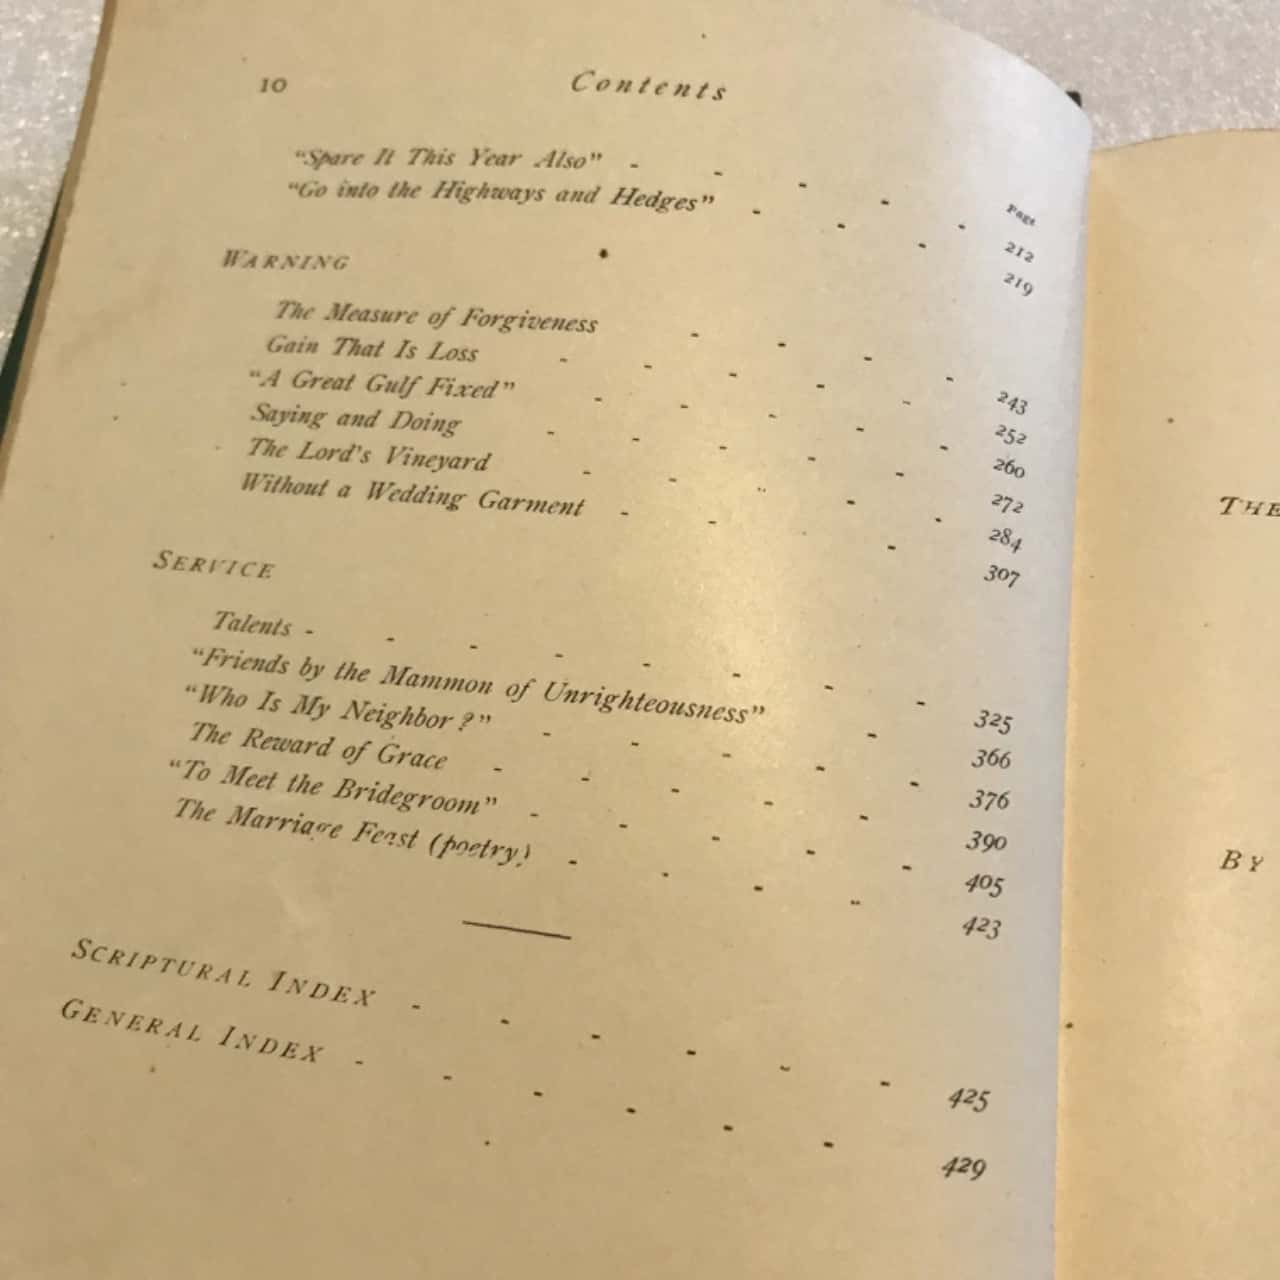 10 Contents
Page
"Spare It This Year Also" - - - - - 212
"Go into the Highways and Hedges" - - - 219
WARNING
The Measure of Forgiveness - - - - 243
Gain That Is Loss - - - - - 252
"A Great Gulf Fixed" - - - - - 260
Saying and Doing - - - - - 272
The Lord's Vineyard - - - - - 284
Without a Wedding Garment - - - - 307
SERVICE
Talents - - - - - - - - 325
"Friends by the Mammon of Unrighteousness" - - 366
"Who Is My Neighbor?" - - - - - 376
The Reward of Grace - - - - - 390
"To Meet the Bridegroom" - - - - - 405
The Marriage Feast (poetry) - - - - 423
SCRIPTURAL INDEX - - - - - - 425
GENERAL INDEX - - - - - - 429
THE
BY